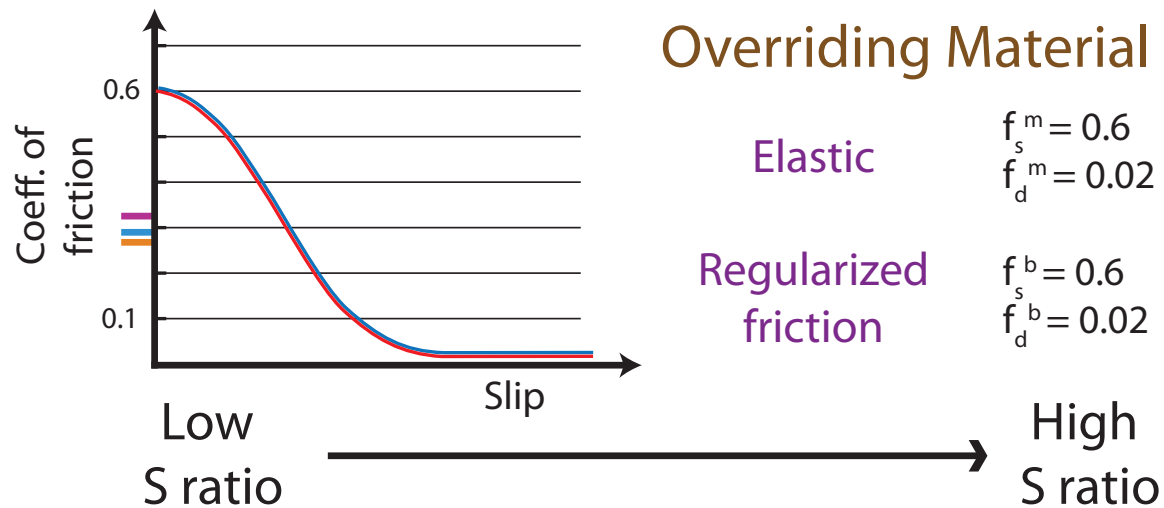 Overriding Material
0.6
0.1
Coeff. of
friction
Slip
Elastic
f_s^m = 0.6
f_d^m = 0.02
Regularized
friction
f_s^b = 0.6
f_d^b = 0.02
Low
S ratio
High
S ratio